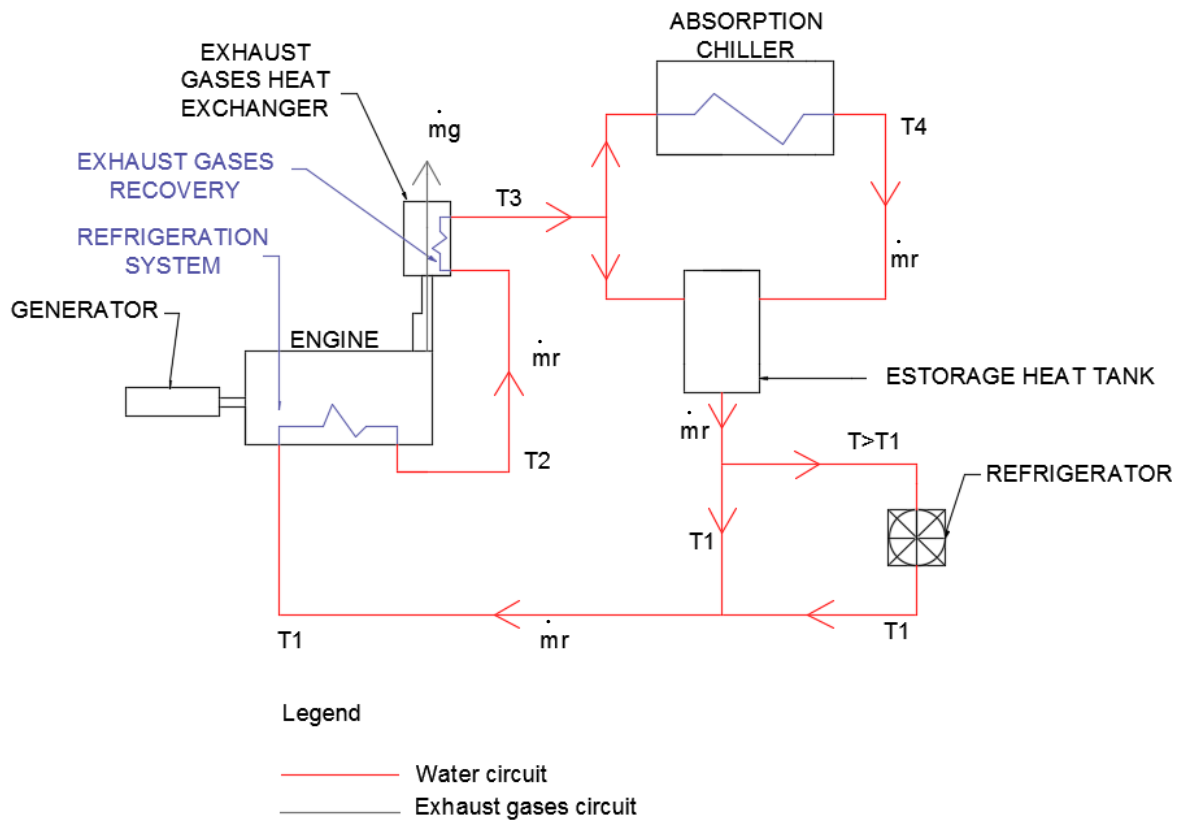 ABSORPTION
CHILLER
EXHAUST
GASES HEAT
EXCHANGER
ṁg
T4
EXHAUST GASES
RECOVERY
T3
REFRIGERATION
SYSTEM
ṁr
GENERATOR
ENGINE
ṁr
ESTORAGE HEAT TANK
ṁr
T>T1
T2
REFRIGERATOR
T1
T1
ṁr
T1
Legend
Water circuit
Exhaust gases circuit